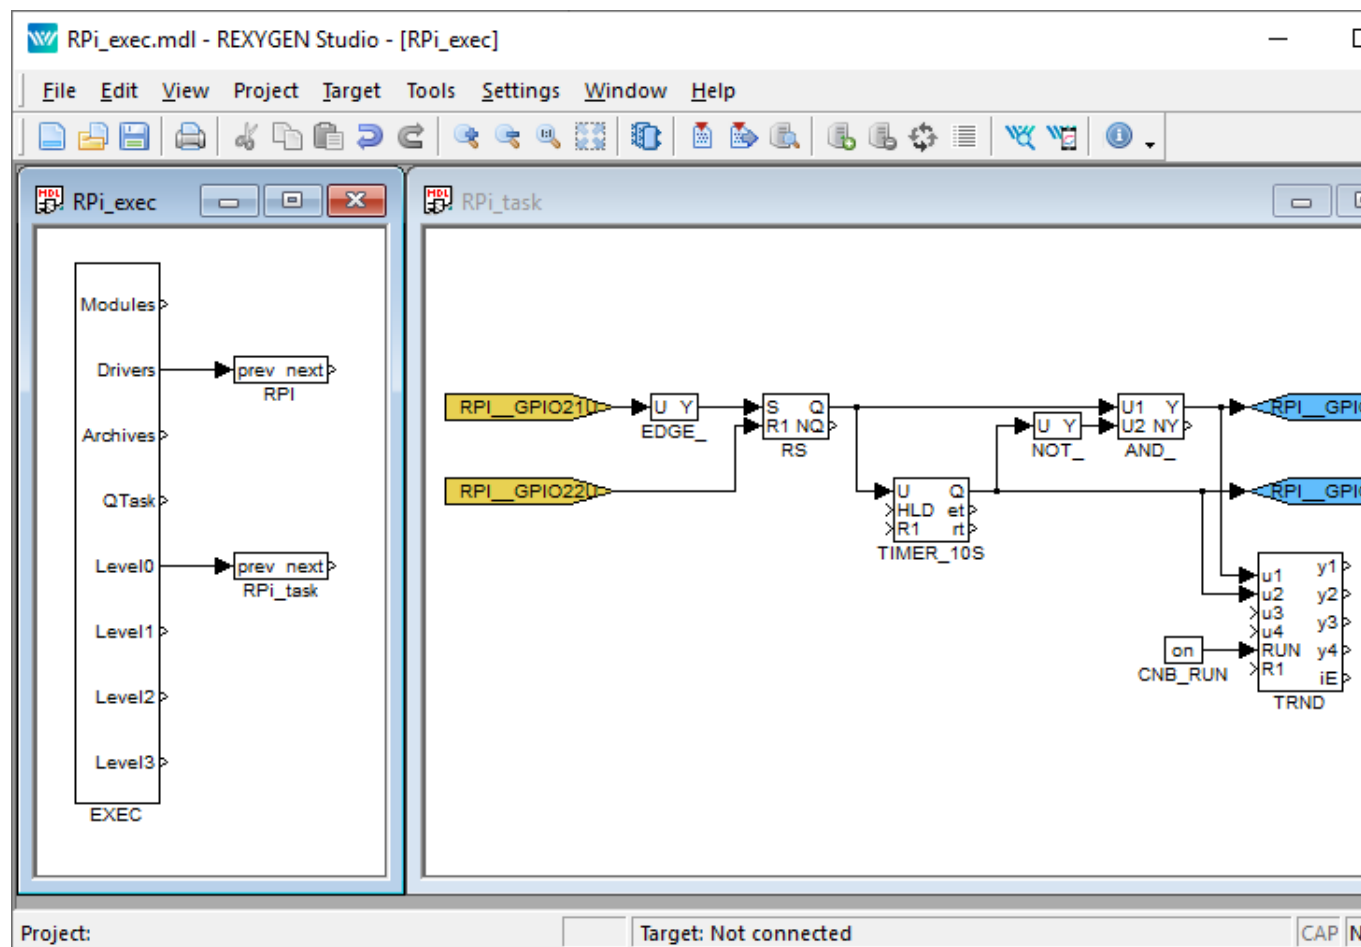 RPi_exec.mdl - REXYGEN Studio - [RPi_exec]
File Edit View Project Target Tools Settings Window Help
RPi_exec
Modules
Drivers
prev next
RPI
Archives
QTask
Level0
prev next
RPi_task
Level1
Level2
Level3
EXEC
RPi_task
RPI__GPIO21U
U Y
EDGE_
S Q
R1 NQ
RS
U1 Y
U2 NY
AND_
U Y
NOT_
RPI__GPIO22U
U Q
HLD et
R1 rt
TIMER_10S
u1 y1
u2 y2
u3 y3
u4
RUN y4
R1 iE
TRND
on
CNB_RUN
Project:
Target: Not connected
CAP